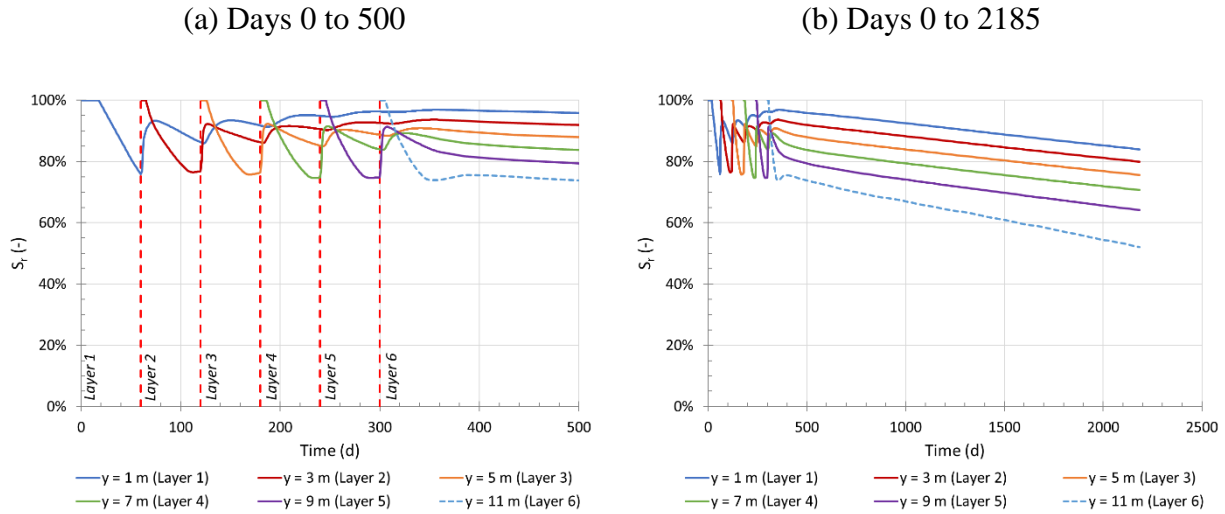 (a) Days 0 to 500
(b) Days 0 to 2185
100%
80%
60%
40%
20%
0%
S_r (-)
Layer 1
Layer 2
Layer 3
Layer 4
Layer 5
Layer 6
0 100 200 300 400 500
Time (d)
y = 1 m (Layer 1) y = 3 m (Layer 2) y = 5 m (Layer 3)
y = 7 m (Layer 4) y = 9 m (Layer 5) y = 11 m (Layer 6)
100%
80%
60%
40%
20%
0%
S_r (-)
0 500 1000 1500 2000 2500
Time (d)
y = 1 m (Layer 1) y = 3 m (Layer 2) y = 5 m (Layer 3)
y = 7 m (Layer 4) y = 9 m (Layer 5) y = 11 m (Layer 6)